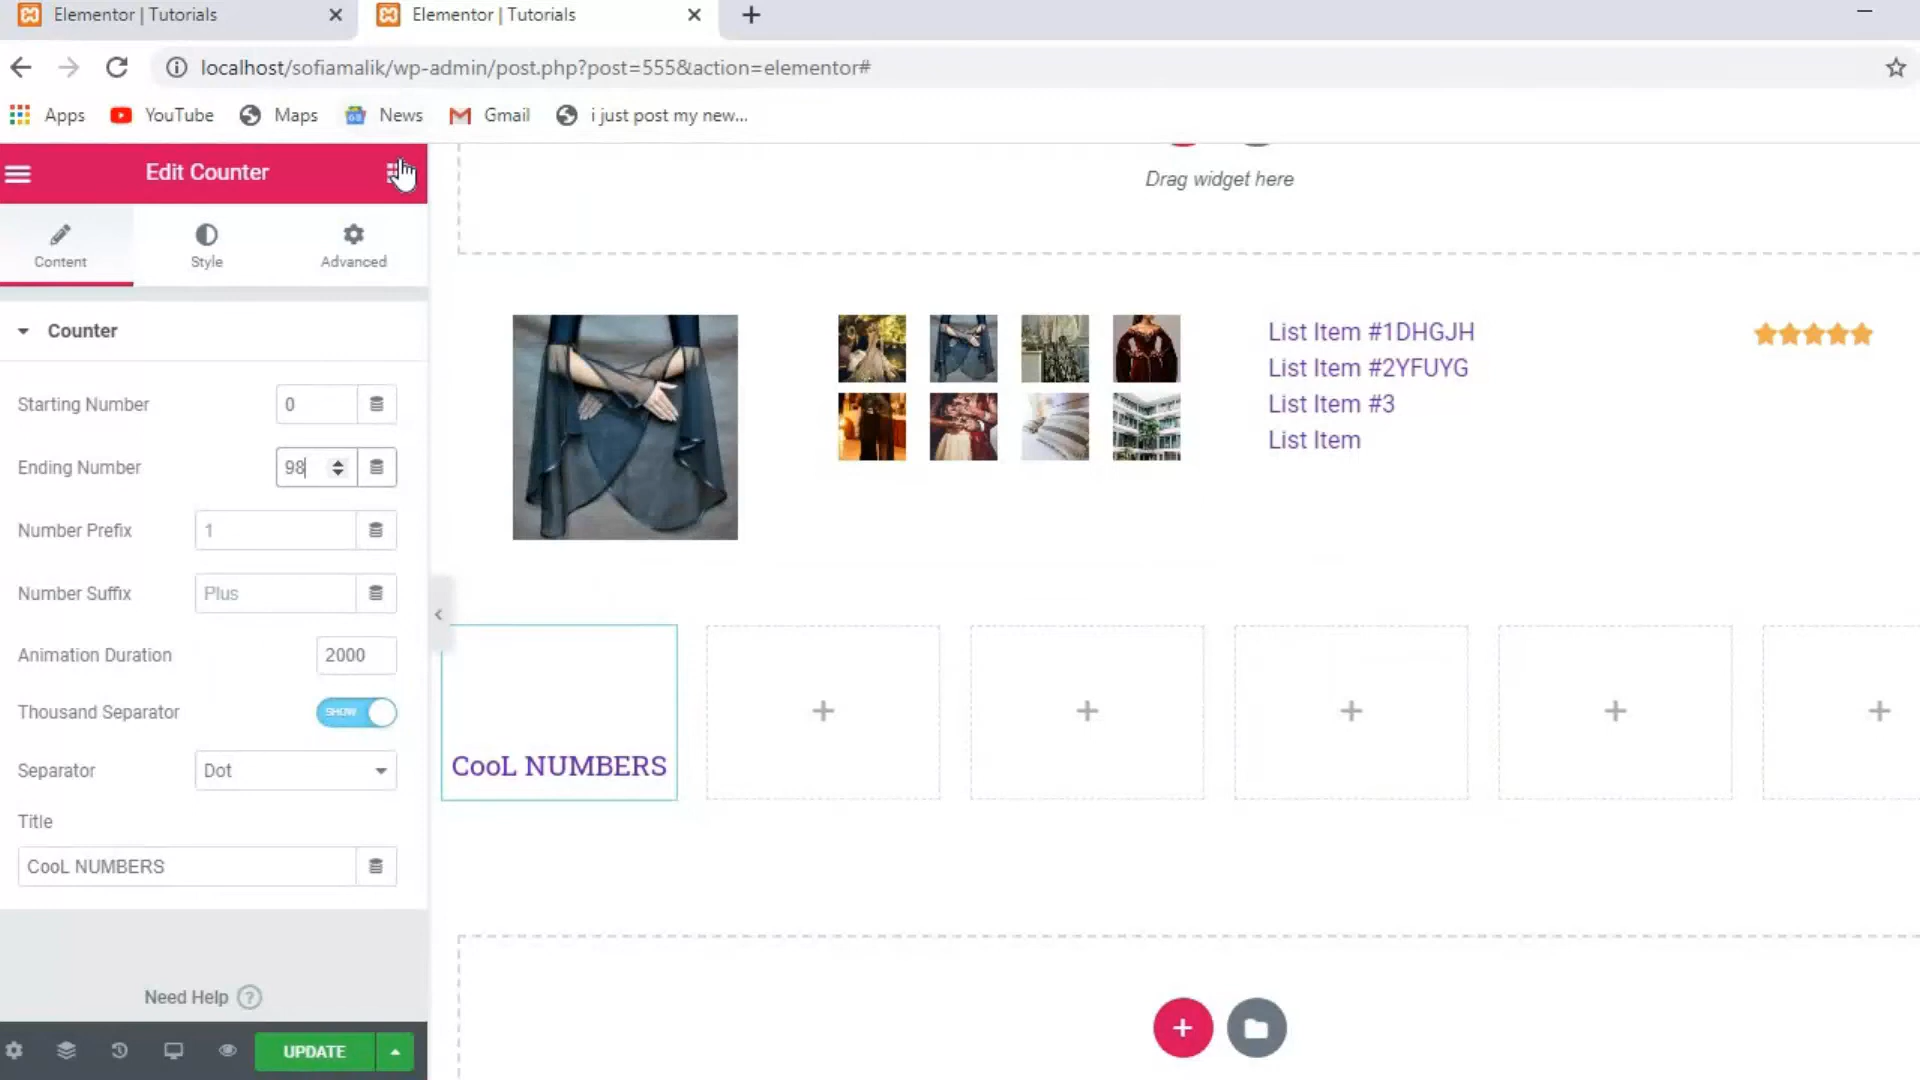 Elementor | Tutorials
Elementor | Tutorials
localhost/sofiamalik/wp-admin/post.php?post=555&action=elementor#
Apps
YouTube
Maps
News
Gmail
i just post my new...
Edit Counter
Content
Style
Advanced
Counter
Starting Number
0
Ending Number
98
Number Prefix
1
Number Suffix
Plus
Animation Duration
2000
Thousand Separator
SHOW
Separator
Dot
Title
CooL NUMBERS
Need Help ?
UPDATE
Drag widget here
List Item #1DHGJH
List Item #2YFUYG
List Item #3
List Item
CooL NUMBERS